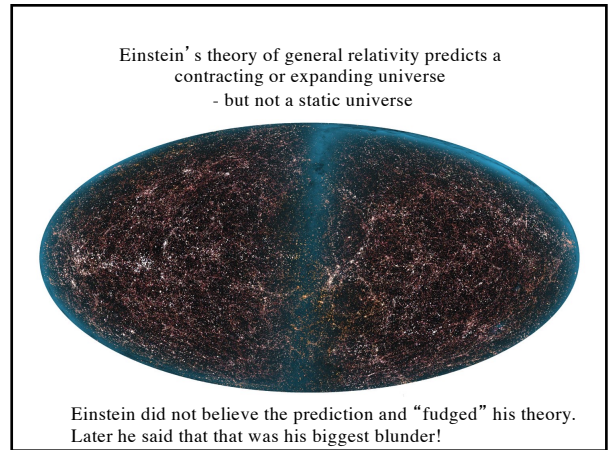 Einstein’s theory of general relativity predicts a
contracting or expanding universe
- but not a static universe
Einstein did not believe the prediction and “fudged” his theory.
Later he said that that was his biggest blunder!